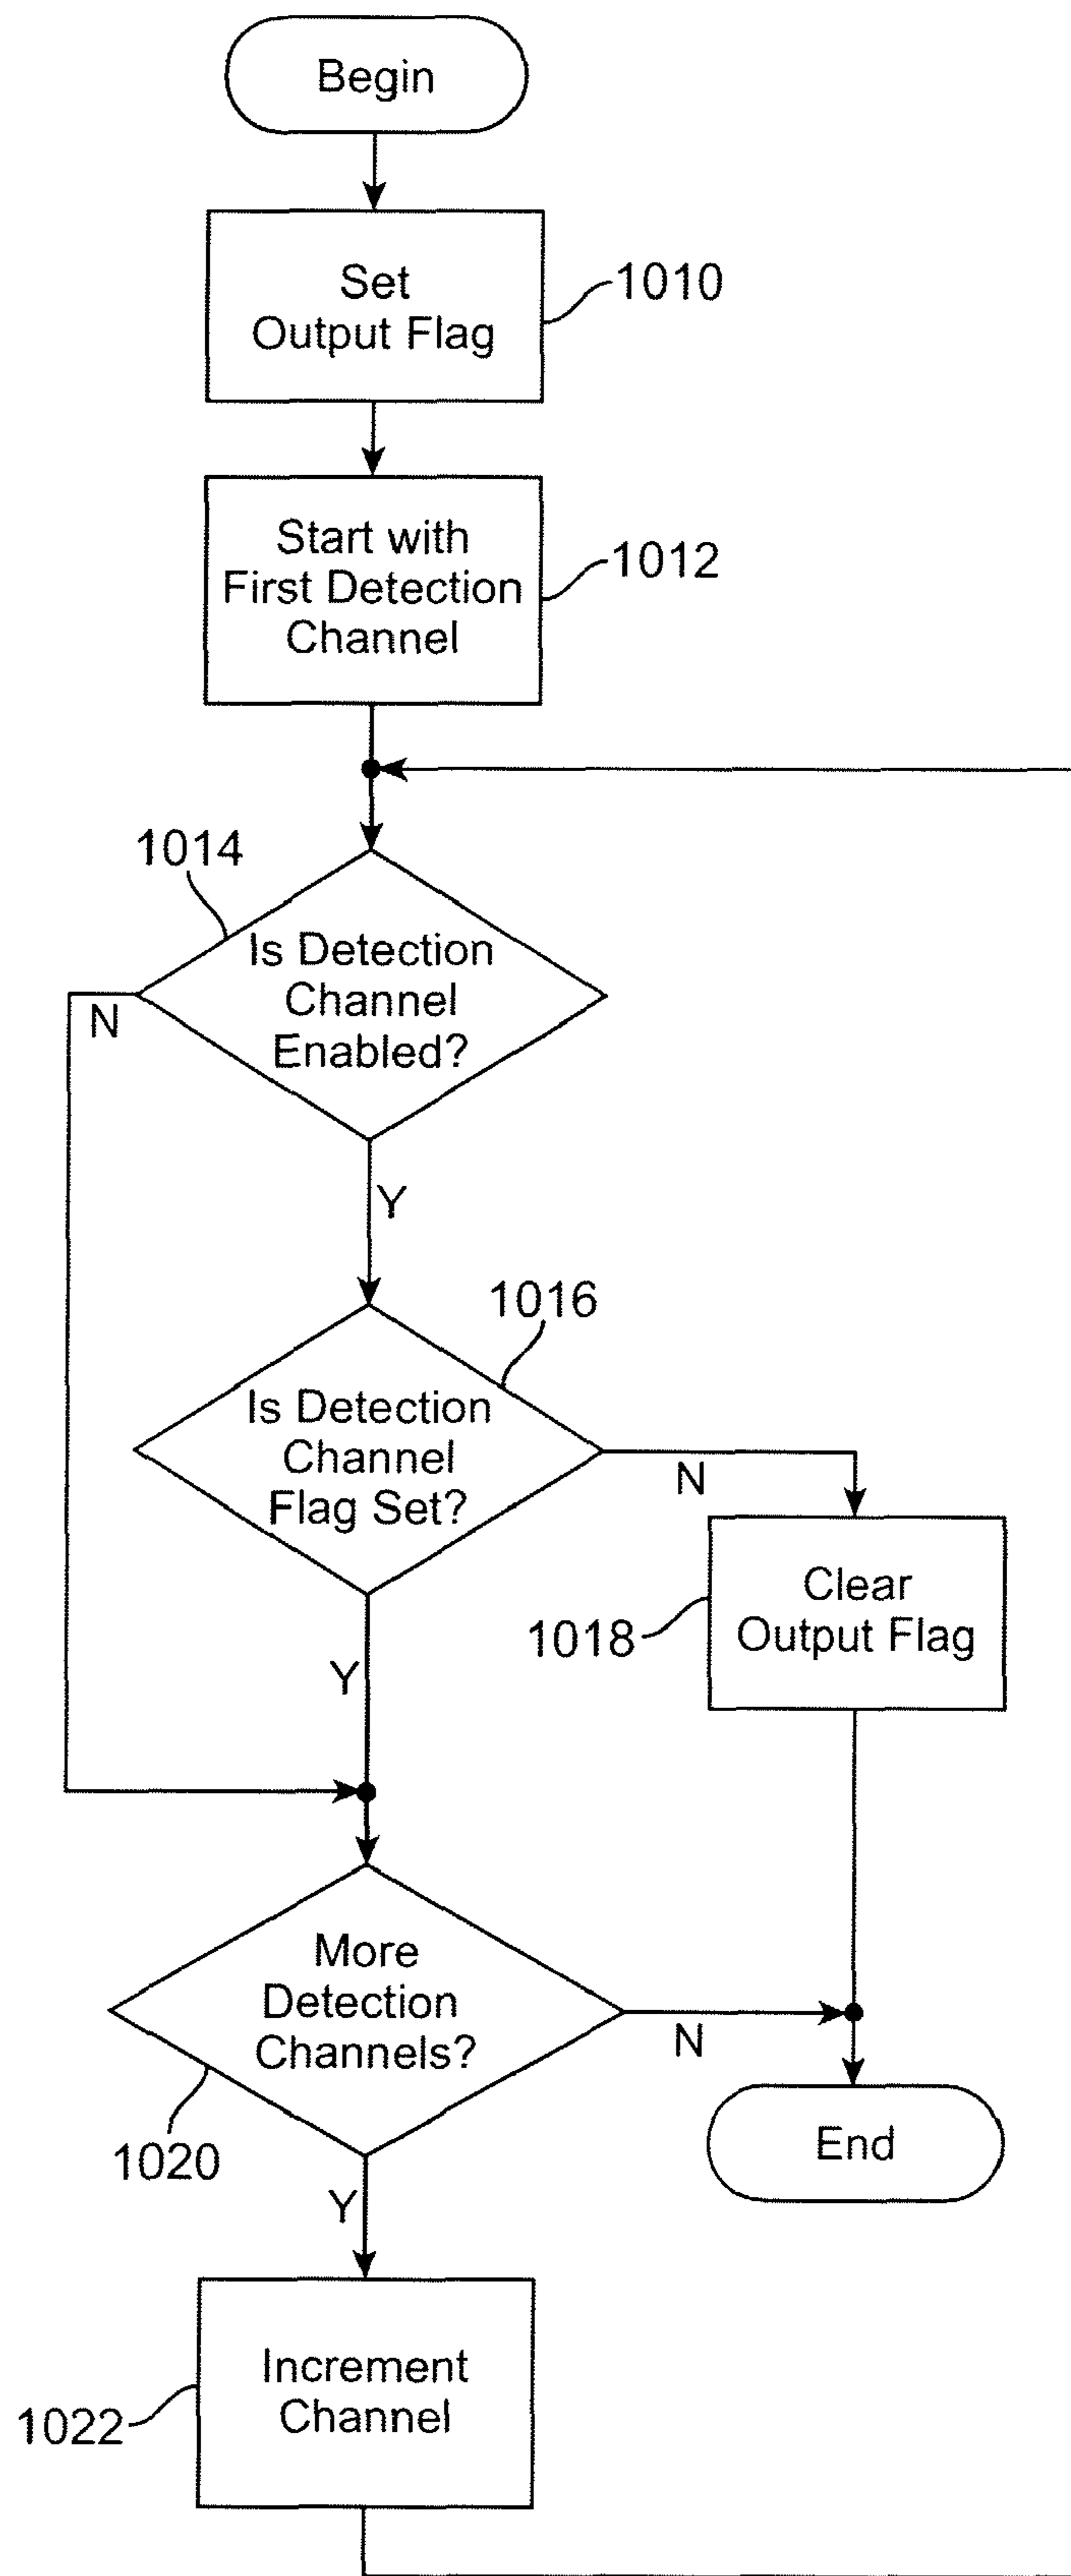 Begin
Set
Output Flag
1010
Start with
First Detection
Channel
1012
1014
Is Detection
Channel
Enabled?
N
Y
1016
Is Detection
Channel
Flag Set?
N
Y
Clear
Output Flag
1018
More
Detection
Channels?
N
1020
Y
End
Increment
Channel
1022